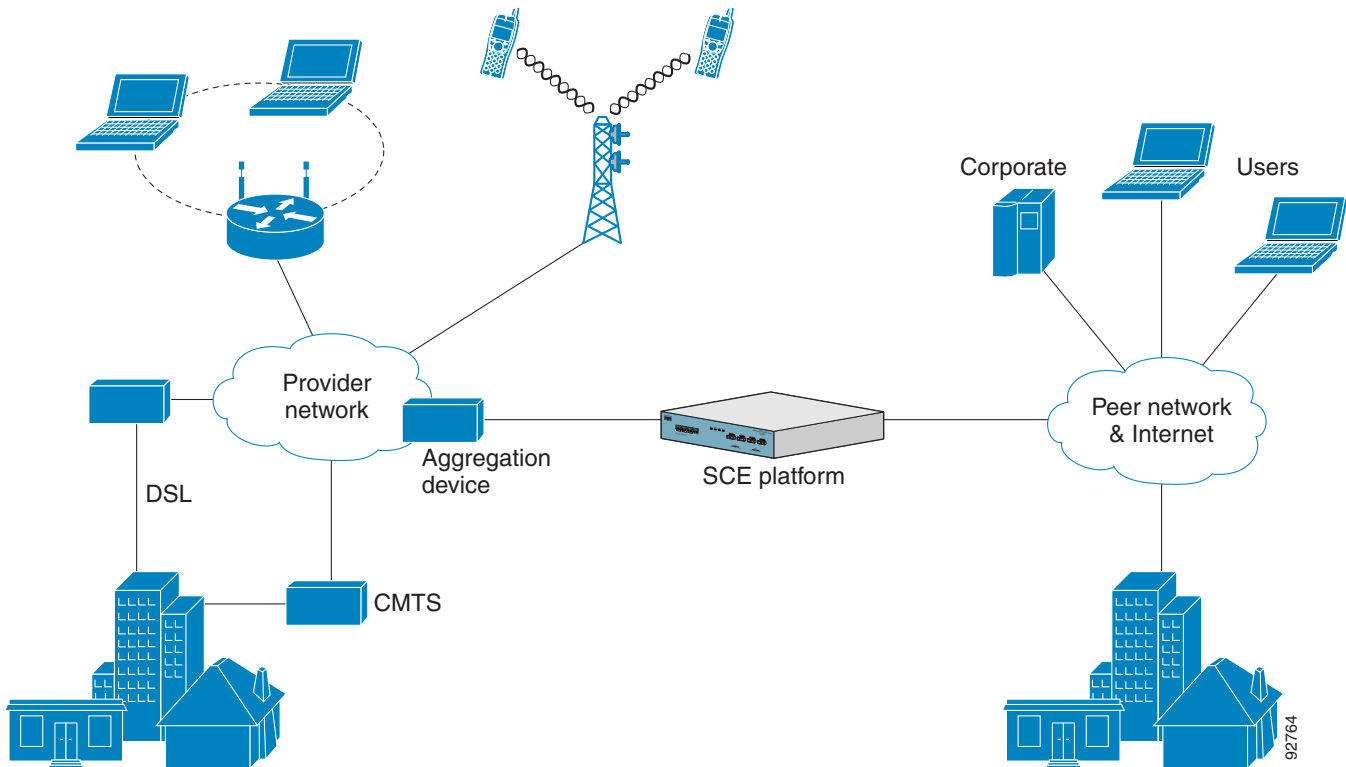 Corporate
Users
Provider
network
Aggregation
device
SCE platform
Peer network
& Internet
DSL
CMTS
92764